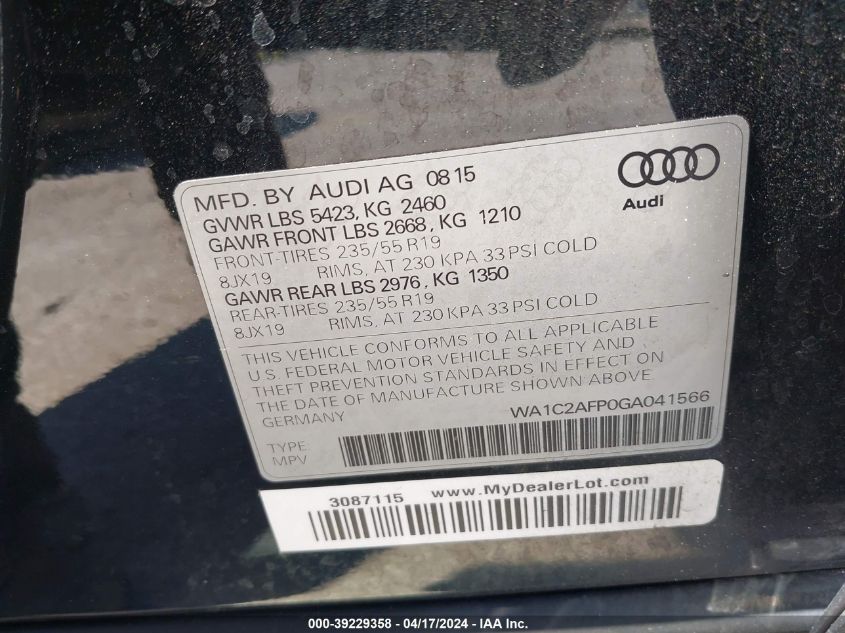 MFD. BY AUDI AG 0815
GVWR LBS 5423, KG 2460
GAWR FRONT LBS 2668, KG 1210
FRONT-TIRES 235/55 R19
8JX19 RIMS, AT 230 KPA 33 PSI COLD
GAWR REAR LBS 2976, KG 1350
REAR-TIRES 235/55 R19
8JX19 RIMS, AT 230 KPA 33 PSI COLD
Audi
THIS VEHICLE CONFORMS TO ALL APPLICABLE
U.S. FEDERAL MOTOR VEHICLE SAFETY AND
THEFT PREVENTION STANDARDS IN EFFECT ON
THE DATE OF MANUFACTURE SHOWN ABOVE
GERMANY
WA1C2AFP0GA041566
TYPE
MPV
3087115 www.MyDealerLot.com
000-39229358 - 04/17/2024 - IAA Inc.